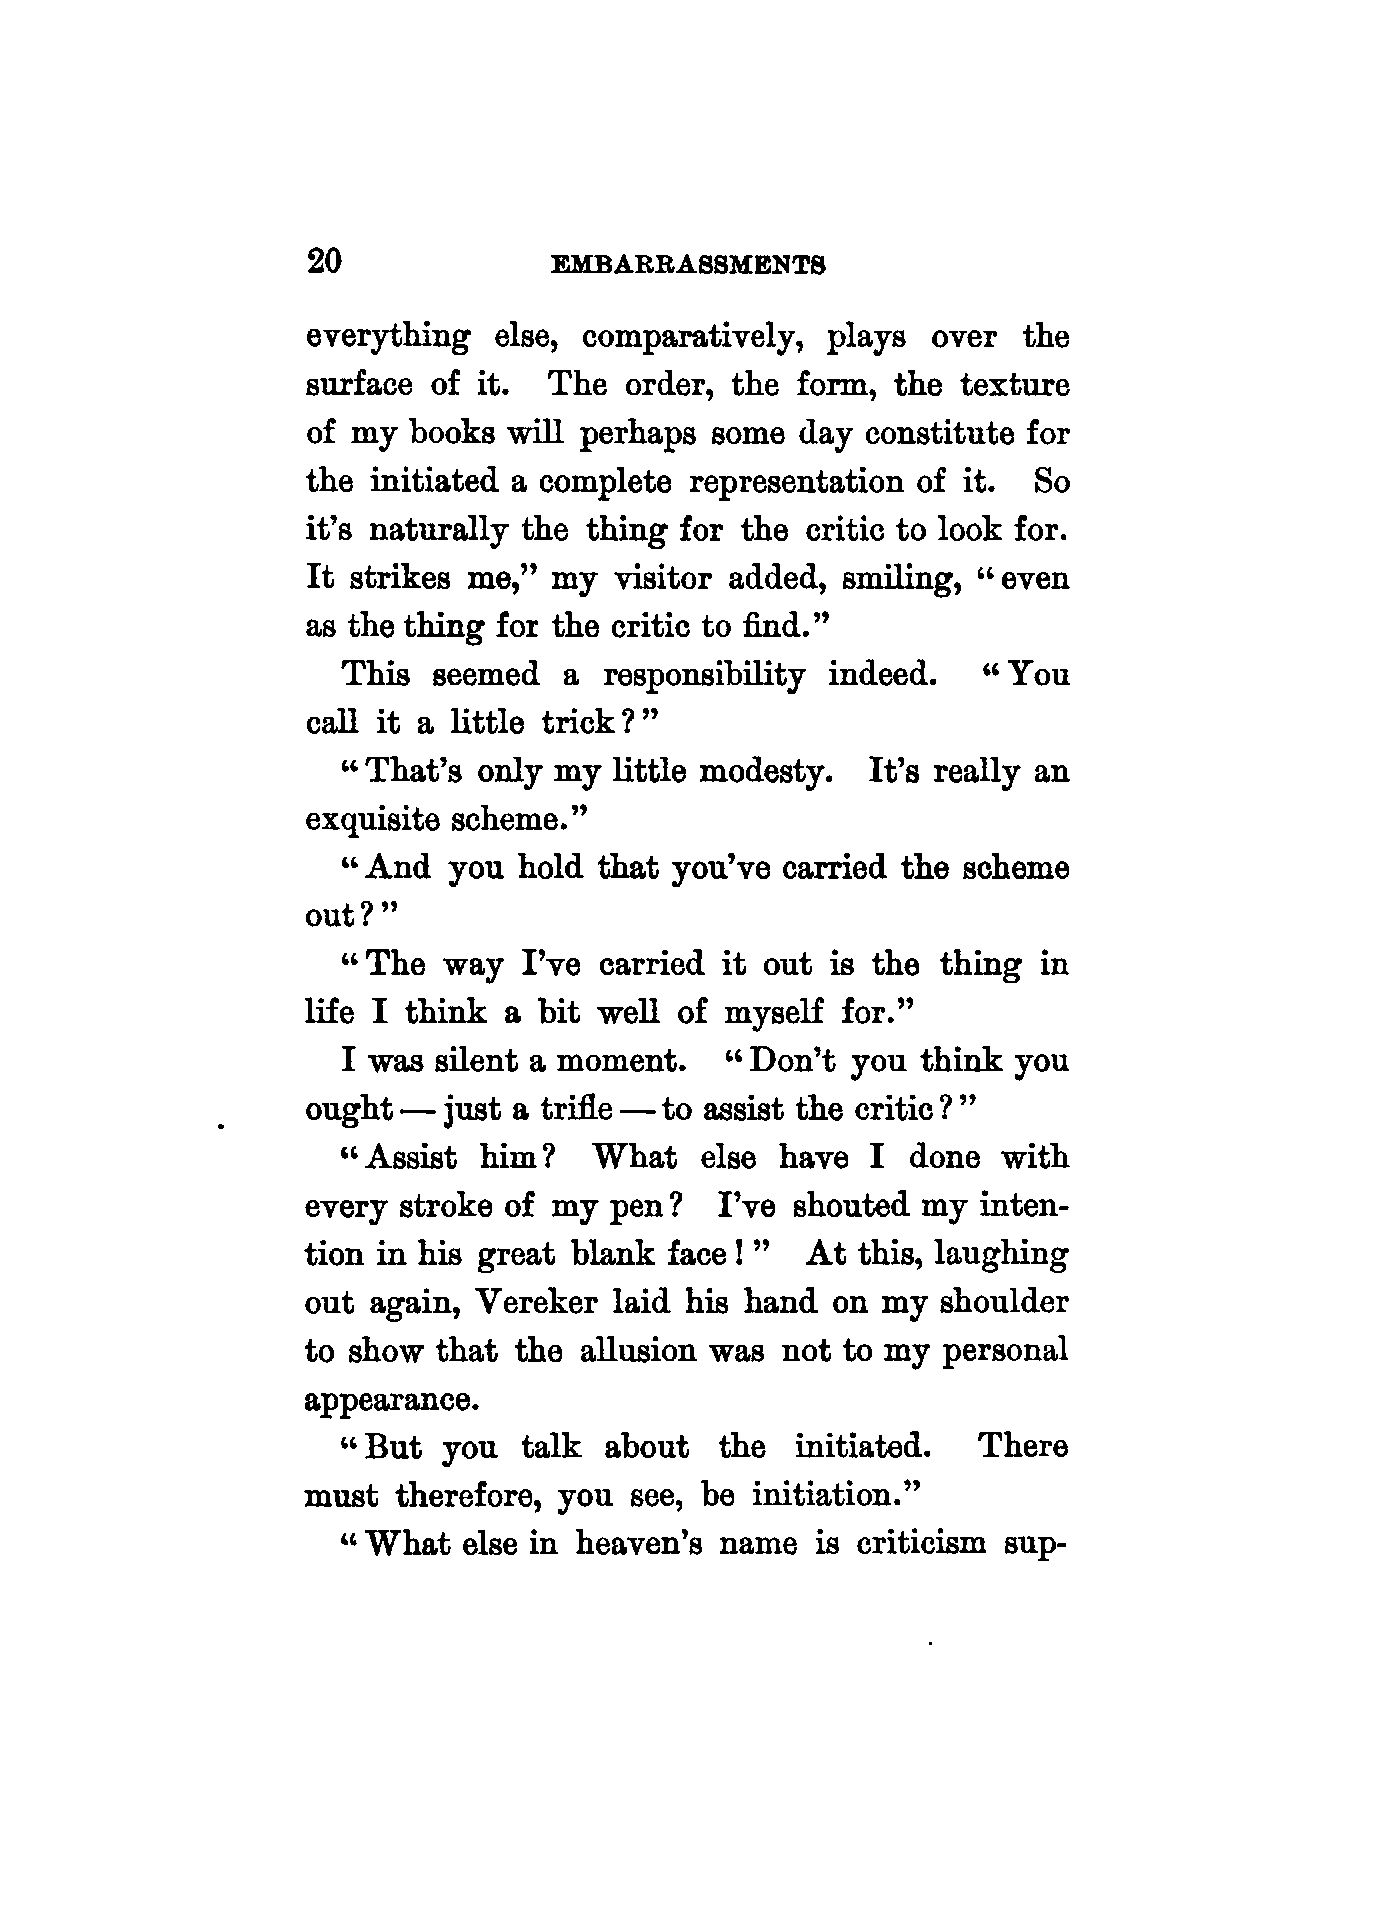 20 EMBARRASSMENTS
everything else, comparatively, plays over the
surface of it. The order, the form, the texture
of my books will perhaps some day constitute for
the initiated a complete representation of it. So
it's naturally the thing for the critic to look for.
It strikes me," my visitor added, smiling, "even
as the thing for the critic to find."
This seemed a responsibility indeed. "You
call it a little trick?"
"That's only my little modesty. It's really an
exquisite scheme."
"And you hold that you've carried the scheme
out?"
"The way I've carried it out is the thing in
life I think a bit well of myself for."
I was silent a moment. "Don't you think you
ought — just a trifle — to assist the critic?"
"Assist him? What else have I done with
every stroke of my pen? I've shouted my inten-
tion in his great blank face!" At this, laughing
out again, Vereker laid his hand on my shoulder
to show that the allusion was not to my personal
appearance.
"But you talk about the initiated. There
must therefore, you see, be initiation."
"What else in heaven's name is criticism sup-